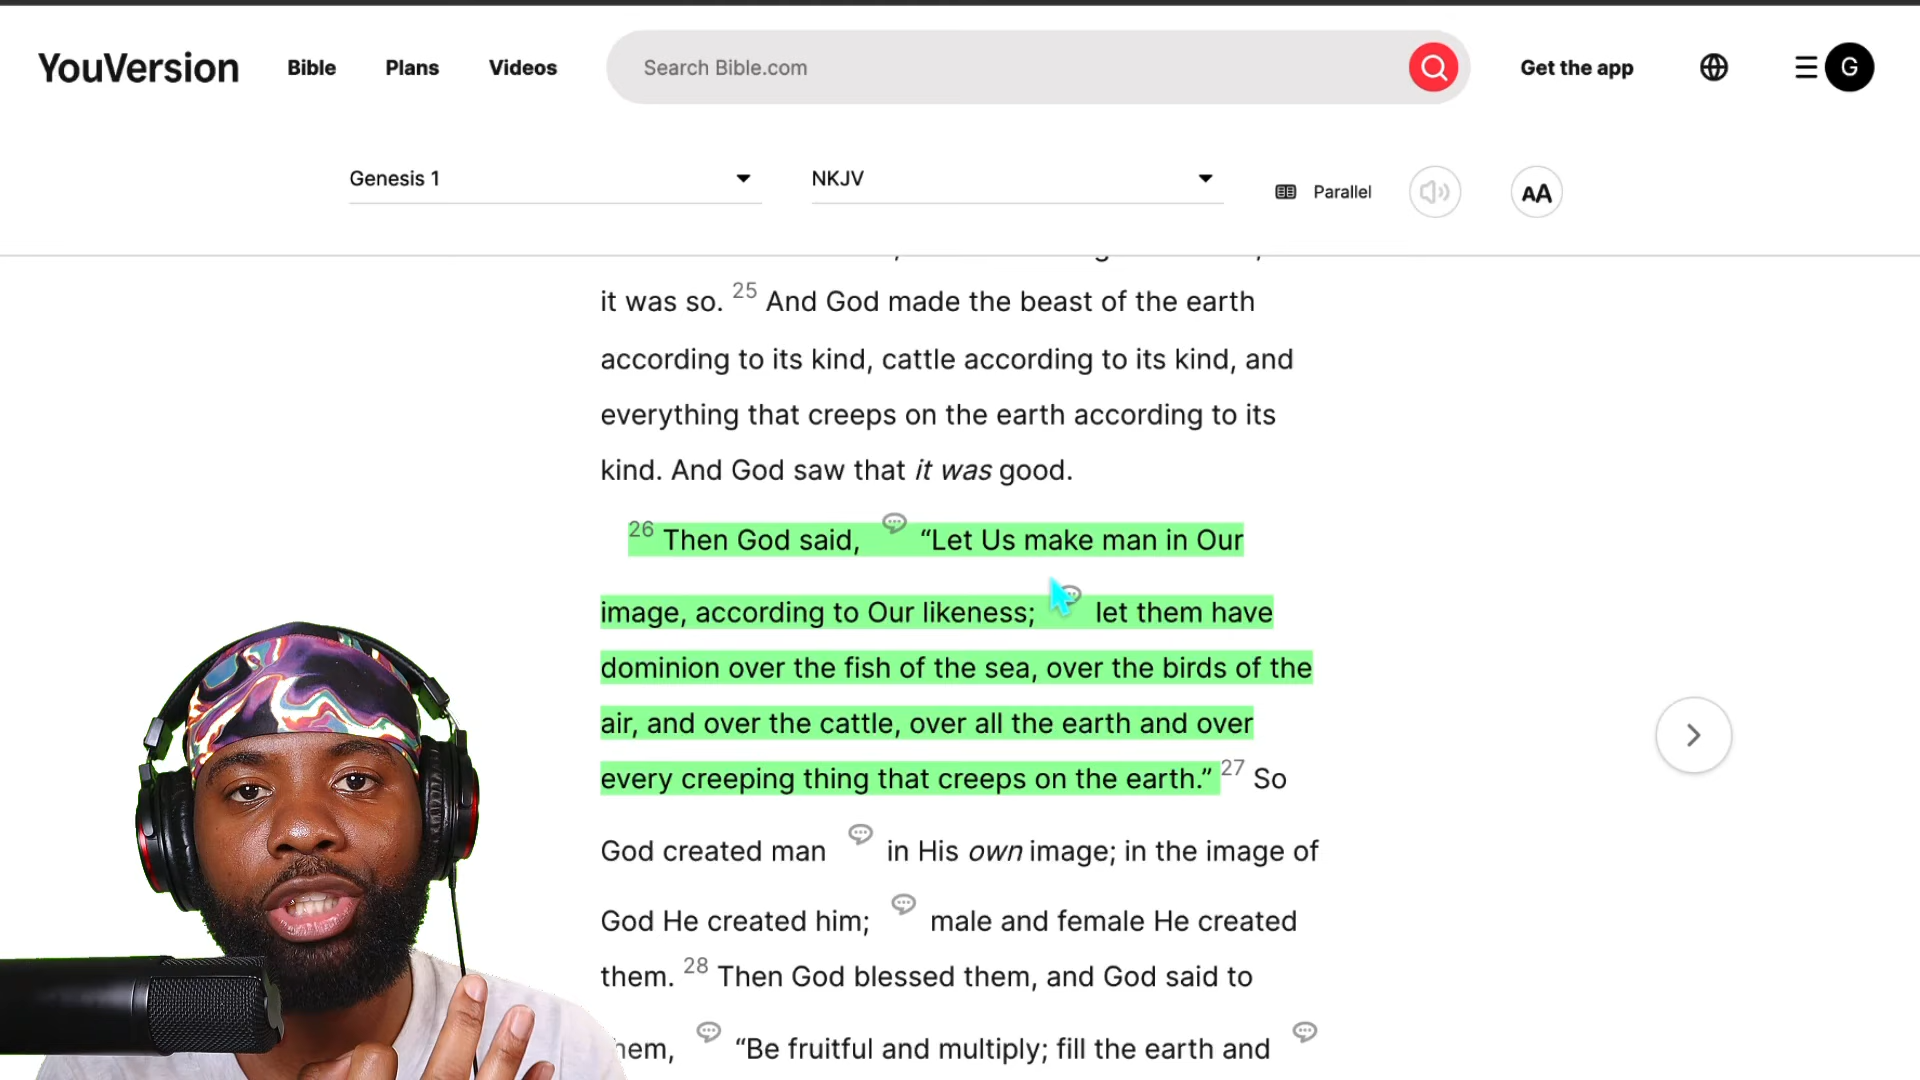 YouVersion Bible Plans Videos Search Bible.com Get the app G
Genesis 1 NKJV Parallel AA
it was so. 25 And God made the beast of the earth
according to its kind, cattle according to its kind, and
everything that creeps on the earth according to its
kind. And God saw that it was good.
26 Then God said, “Let Us make man in Our
image, according to Our likeness; let them have
dominion over the fish of the sea, over the birds of the
air, and over the cattle, over all the earth and over
every creeping thing that creeps on the earth.” 27 So
God created man in His own image; in the image of
God He created him; male and female He created
them. 28 Then God blessed them, and God said to
“Be fruitful and multiply; fill the earth and